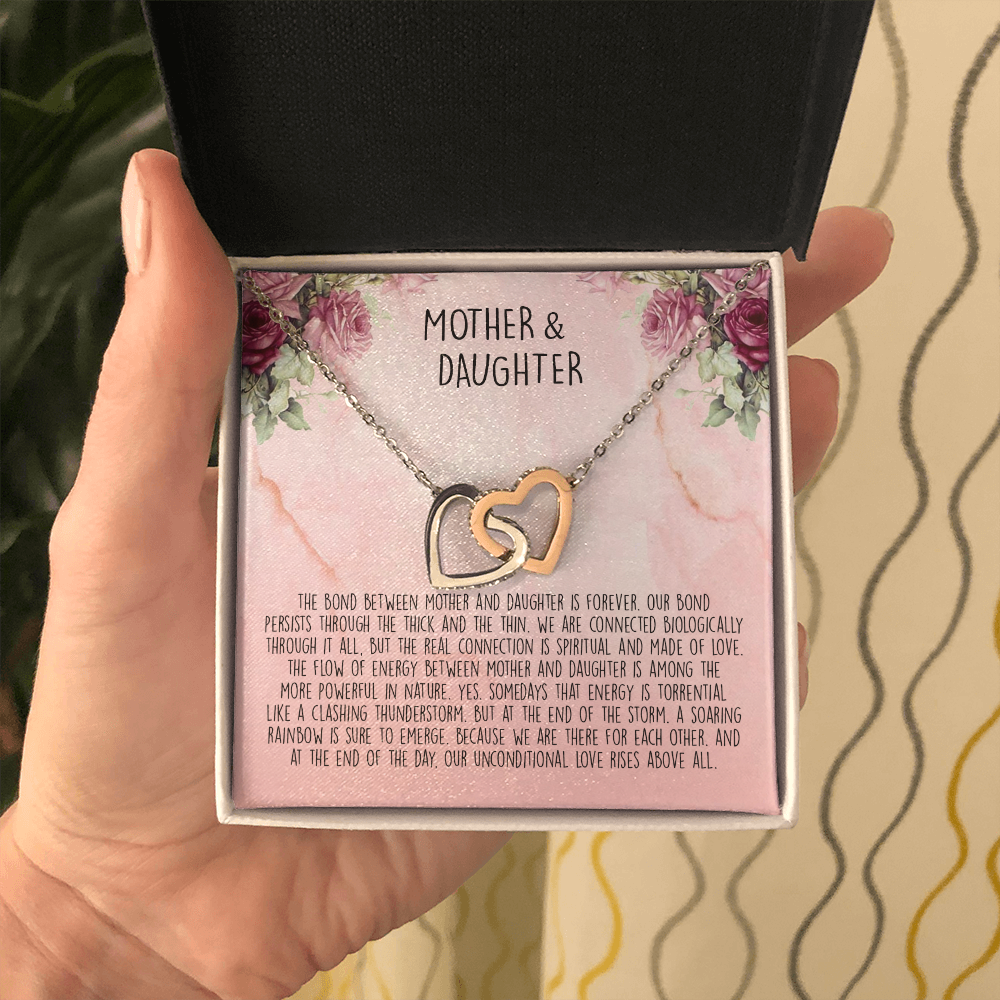 MOTHER &
DAUGHTER
THE BOND BETWEEN MOTHER AND DAUGHTER IS FOREVER. OUR BOND
PERSISTS THROUGH THE THICK AND THE THIN. WE ARE CONNECTED BIOLOGICALLY
THROUGH IT ALL, BUT THE REAL CONNECTION IS SPIRITUAL AND MADE OF LOVE.
THE FLOW OF ENERGY BETWEEN MOTHER AND DAUGHTER IS AMONG THE
MORE POWERFUL IN NATURE. YES. SOMEDAYS THAT ENERGY IS TORRENTIAL
LIKE A CLASHING THUNDERSTORM. BUT AT THE END OF THE STORM. A SOARING
RAINBOW IS SURE TO EMERGE. BECAUSE WE ARE THERE FOR EACH OTHER. AND
AT THE END OF THE DAY, OUR UNCONDITIONAL LOVE RISES ABOVE ALL.